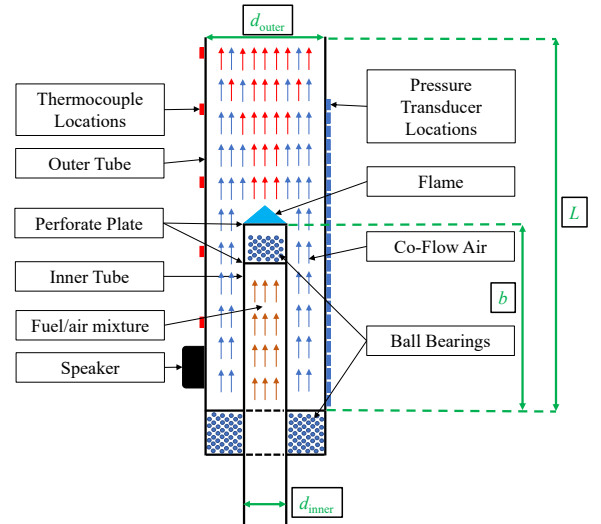 d_outer
Thermocouple
Locations
Outer Tube
Perforate Plate
Inner Tube
Fuel/air mixture
Speaker
Pressure
Transducer
Locations
Flame
Co-Flow Air
Ball Bearings
L
b
d_inner